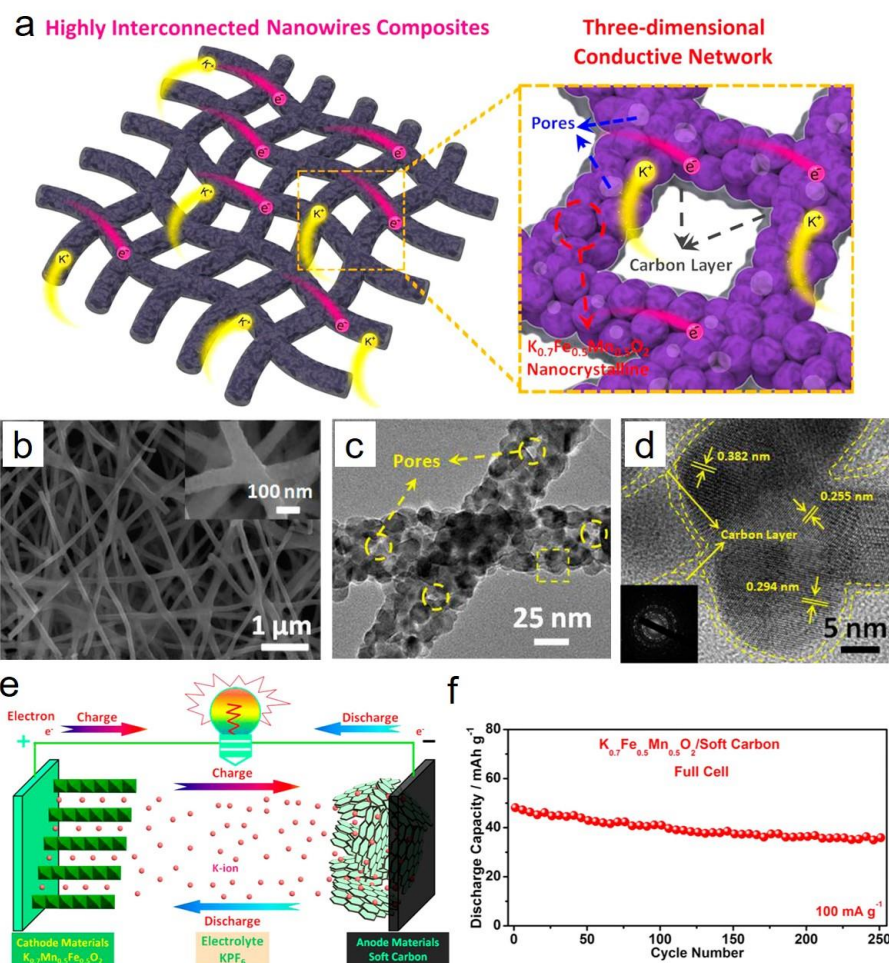 a
Highly Interconnected Nanowires Composites
Three-dimensional
Conductive Network
K⁺
e⁻
e⁻
K⁺
e⁻
K⁺
e⁻
e⁻
K⁺
K⁺
e⁻
K⁺
e⁻
K⁺
Pores
e⁻
e⁻
K⁺
K⁺
Carbon Layer
e⁻
K₀.₇Fe₀.₅Mn₀.₅O₂
Nanocrystalline
b
100 nm
1 μm
c
Pores
25 nm
d
0.382 nm
0.255 nm
Carbon Layer
0.294 nm
5 nm
e
Electron
e⁻
Charge
Discharge
e⁻
+
−
Charge
K-ion
Discharge
Cathode Materials
K₀.₇Mn₀.₅Fe₀.₅O₂
Electrolyte
KPF₆
Anode Materials
Soft Carbon
f
K₀.₇Fe₀.₅Mn₀.₅O₂/Soft Carbon
Full Cell
100 mA g⁻¹
Discharge Capacity / mAh g⁻¹
80
60
40
20
0
0 50 100 150 200 250
Cycle Number